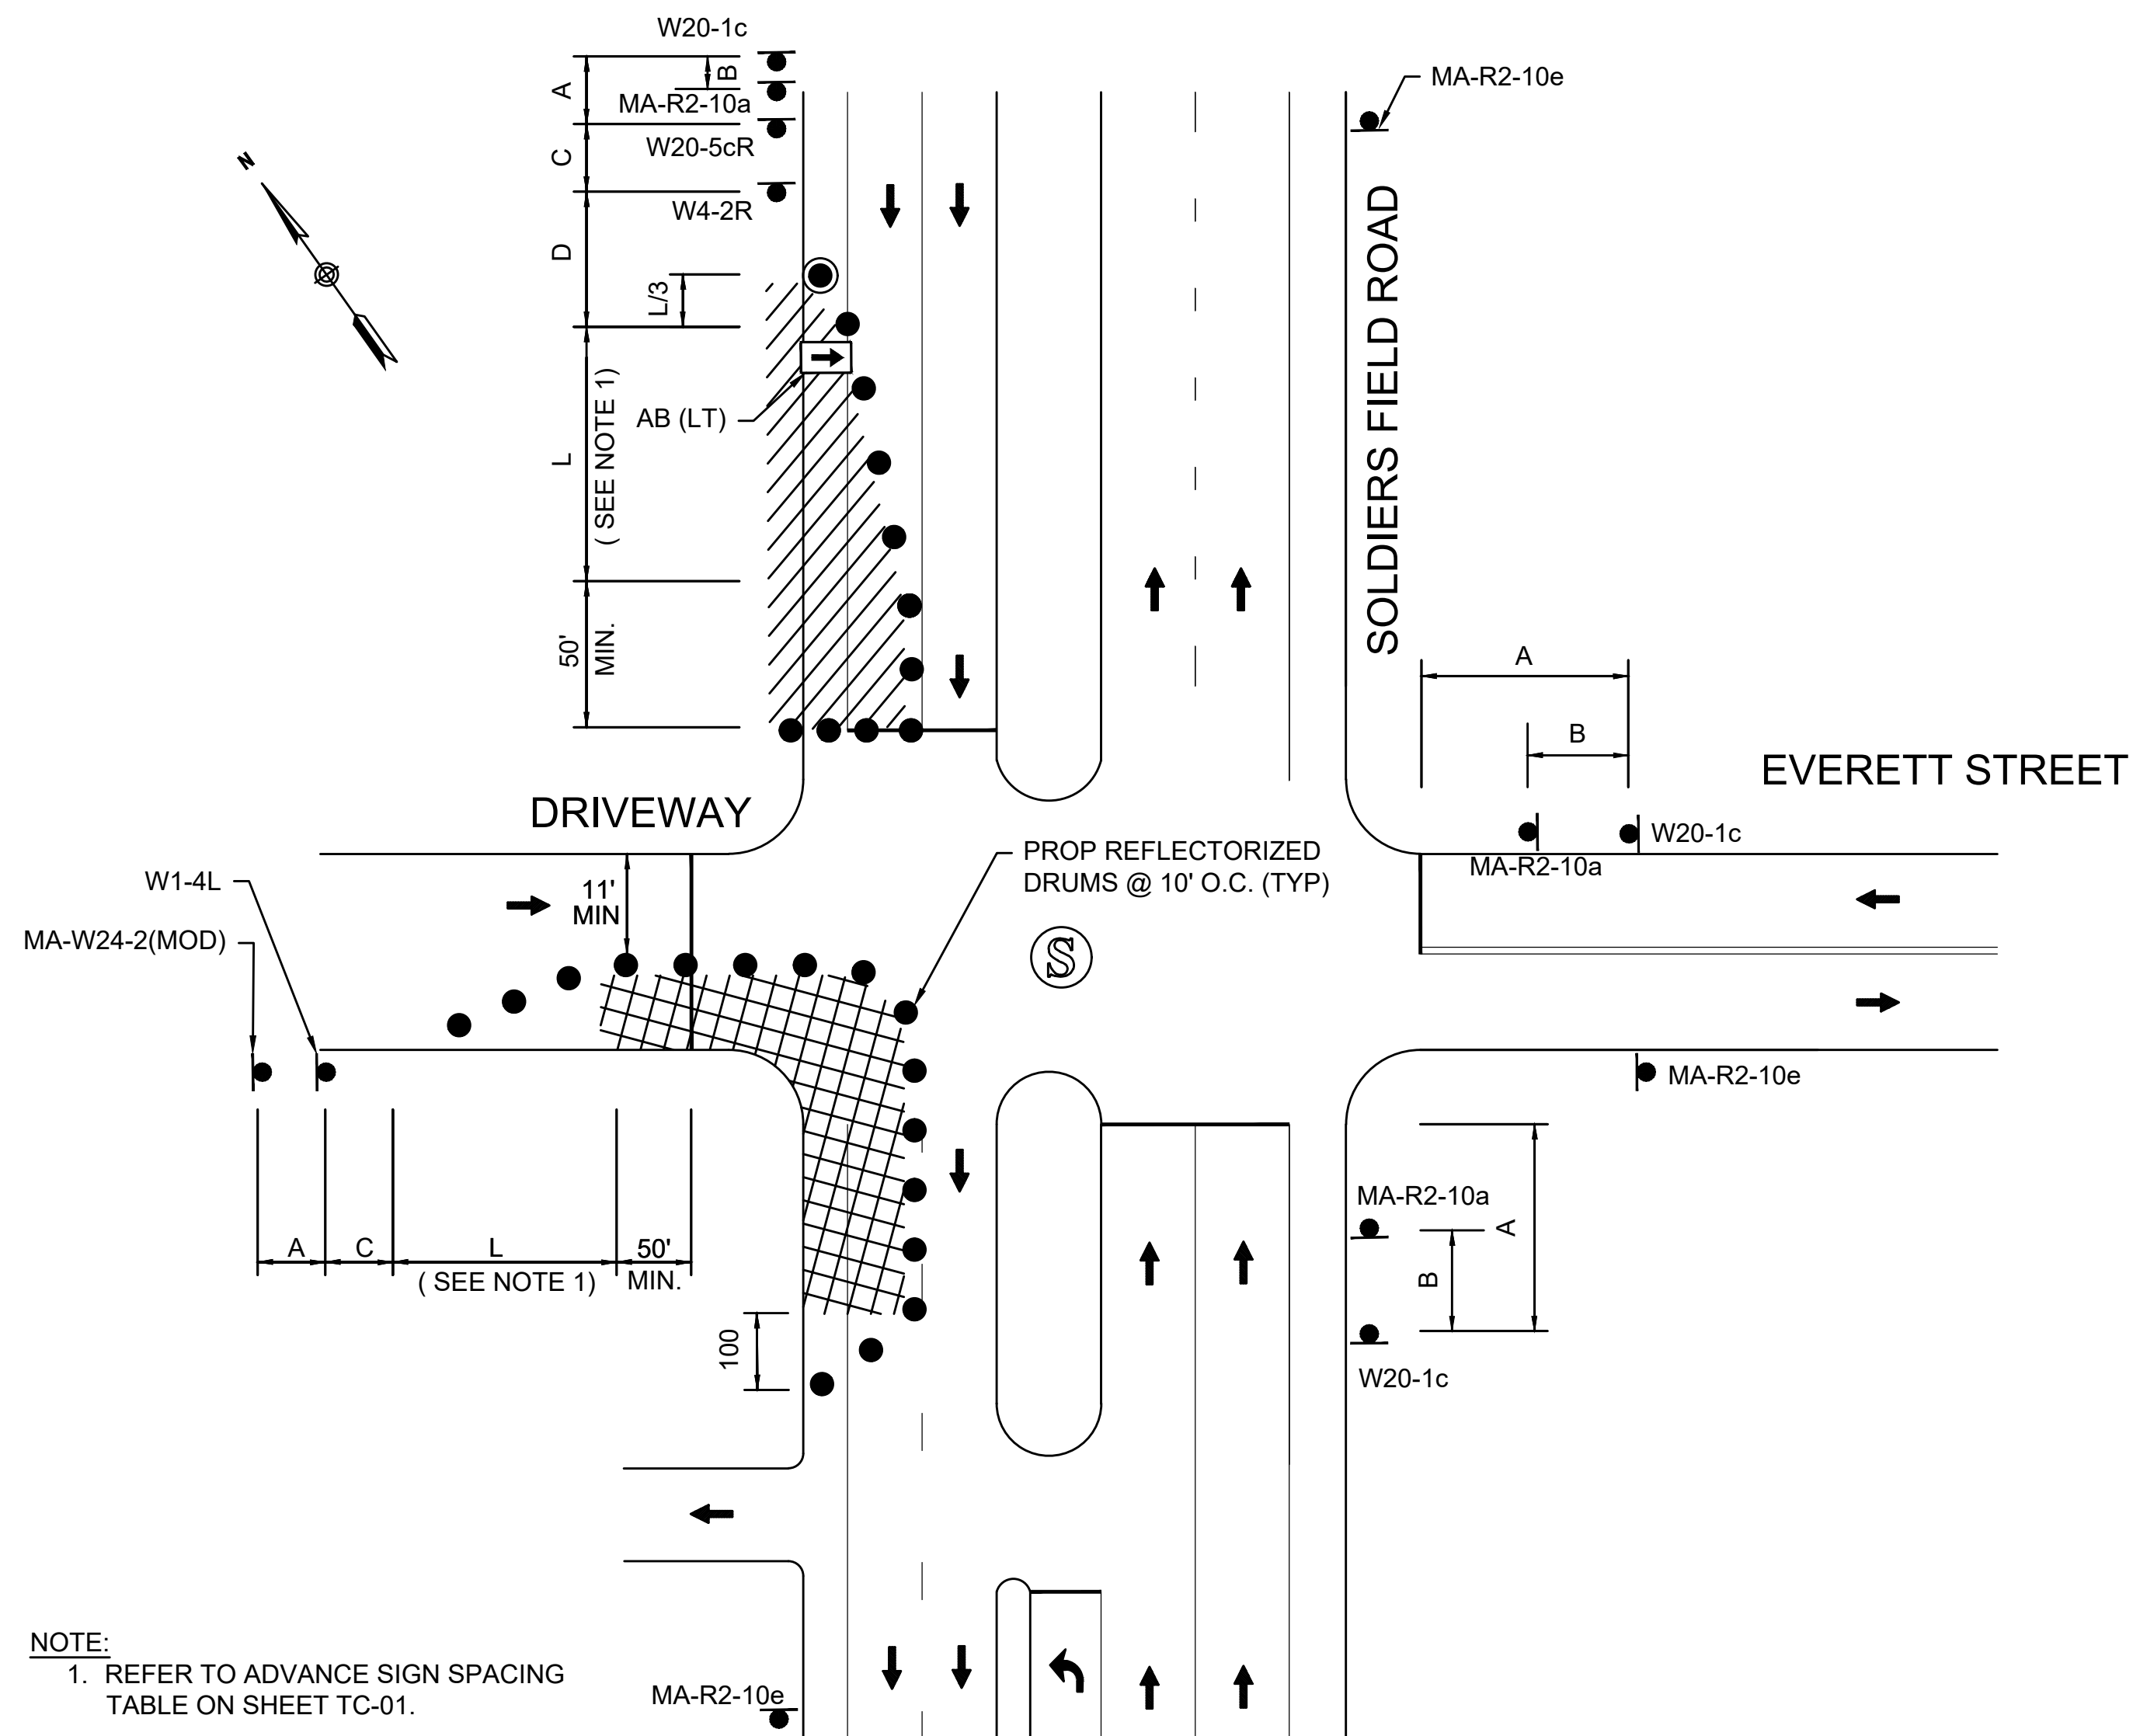 W20-1c
A
B
MA-R2-10a
W20-5cR
C
W4-2R
D
N
L/3
L
( SEE NOTE 1)
AB (LT)
50'
MIN.
MA-R2-10e
SOLDIERS FIELD ROAD
A
B
EVERETT STREET
W20-1c
MA-R2-10a
DRIVEWAY
W1-4L
11'
MIN
MA-W24-2(MOD)
PROP REFLECTORIZED
DRUMS @ 10' O.C. (TYP)
S
MA-R2-10e
A
C
L
( SEE NOTE 1)
50'
MIN.
100
MA-R2-10a
A
B
W20-1c
NOTE:
1. REFER TO ADVANCE SIGN SPACING
TABLE ON SHEET TC-01.
MA-R2-10e